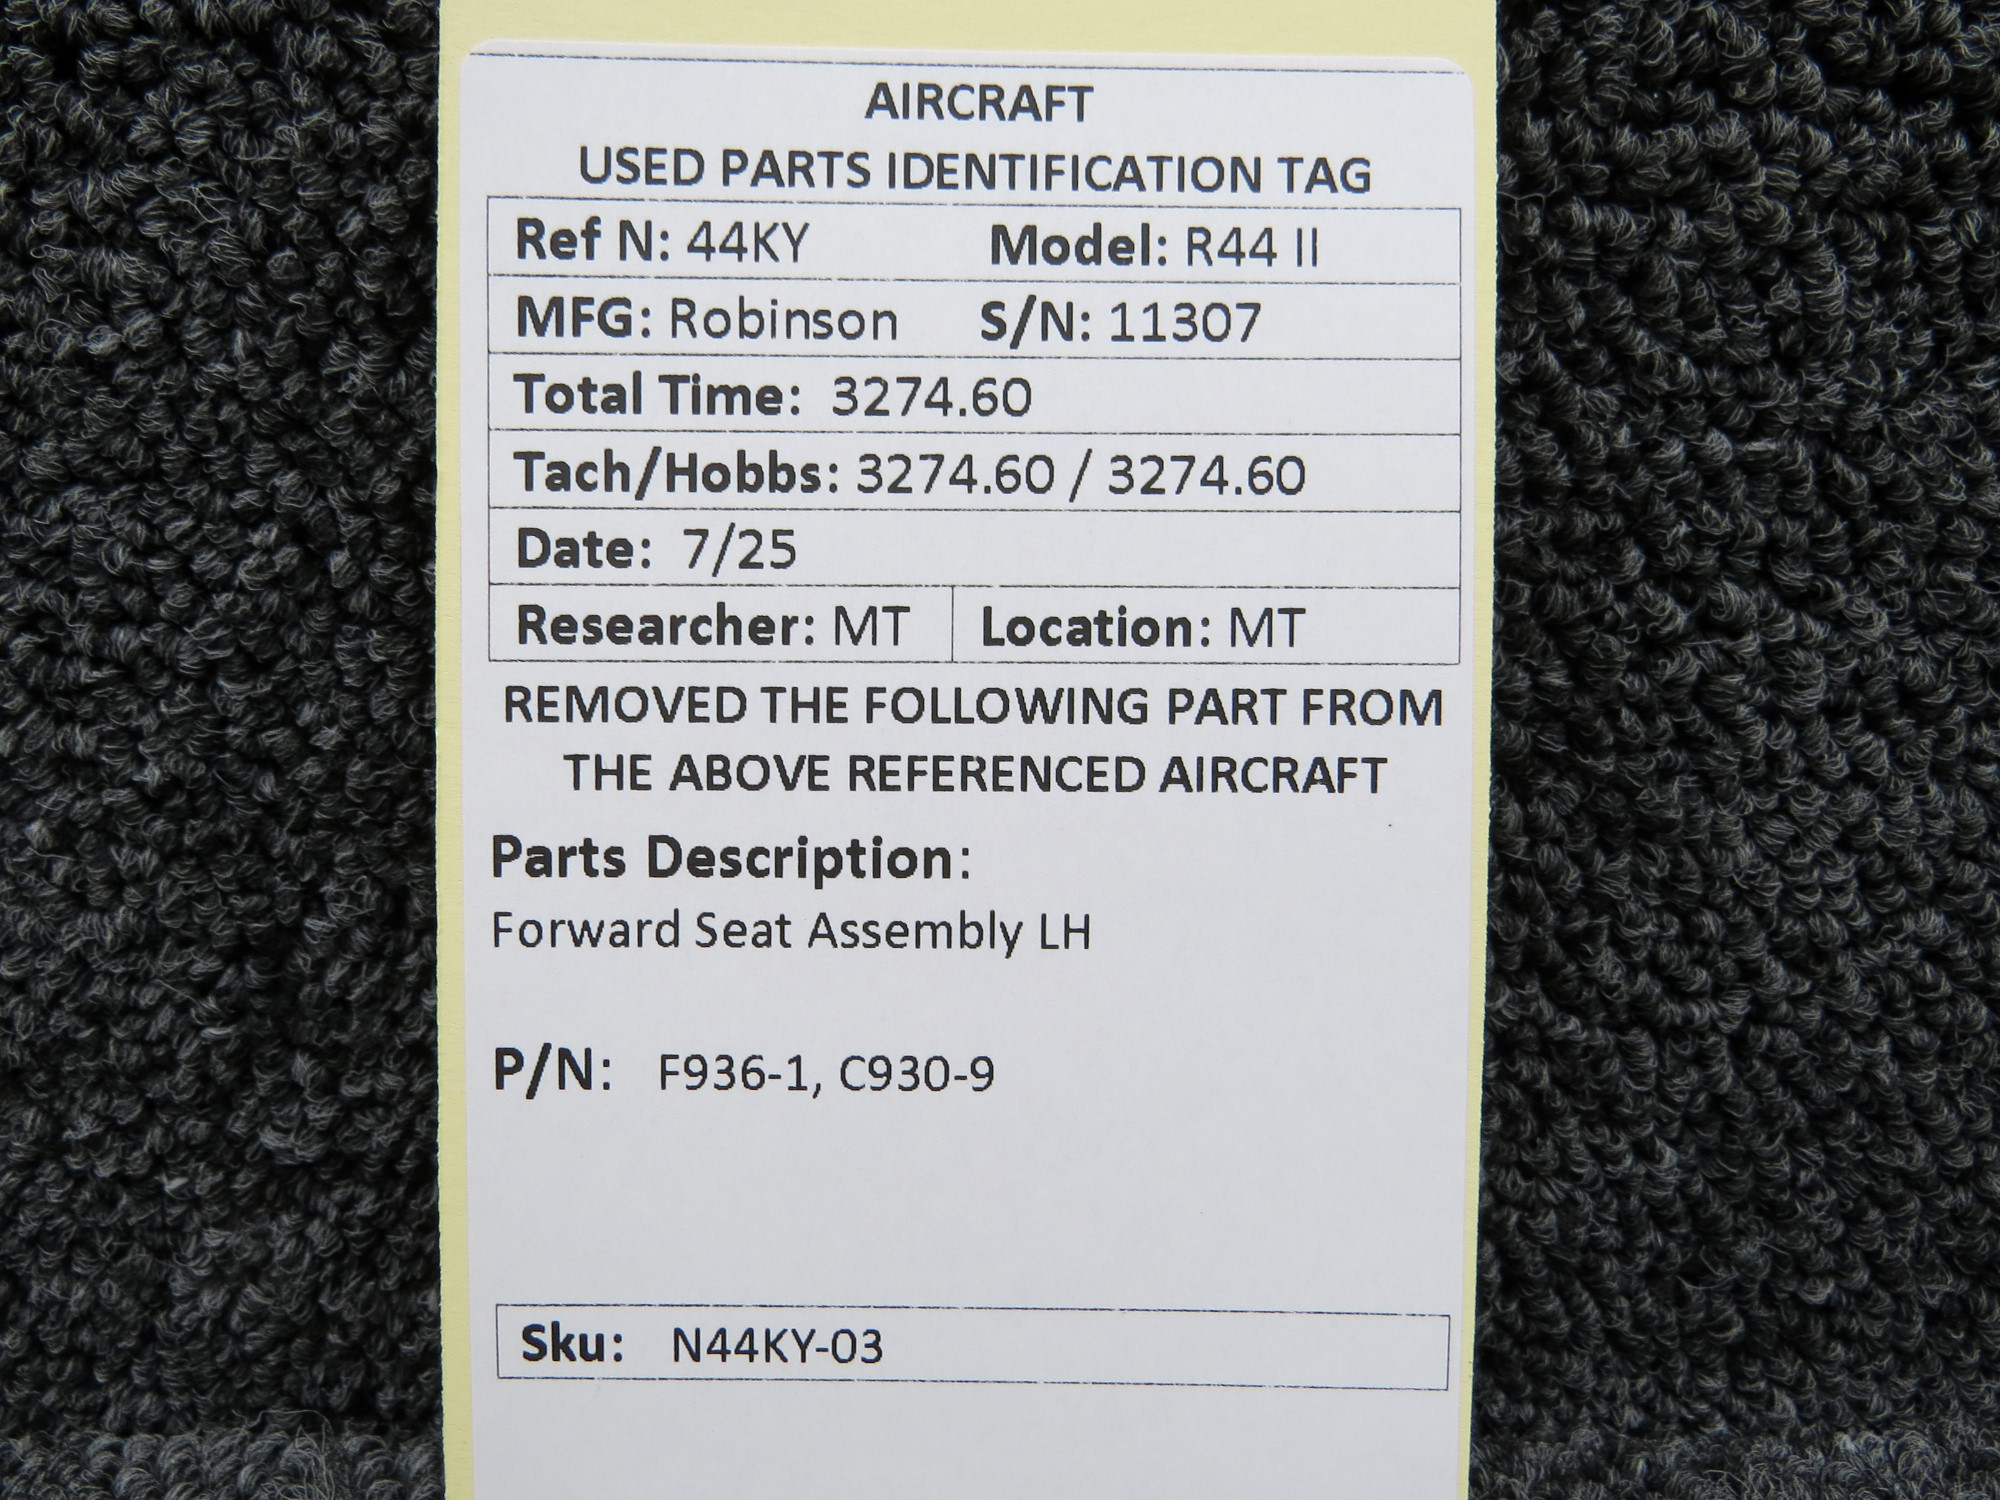 AIRCRAFT
USED PARTS IDENTIFICATION TAG
Ref N: 44KY Model: R44 II
MFG: Robinson S/N: 11307
Total Time: 3274.60
Tach/Hobbs: 3274.60 / 3274.60
Date: 7/25
Researcher: MT Location: MT
REMOVED THE FOLLOWING PART FROM
THE ABOVE REFERENCED AIRCRAFT
Parts Description:
Forward Seat Assembly LH
P/N: F936-1, C930-9
Sku: N44KY-03